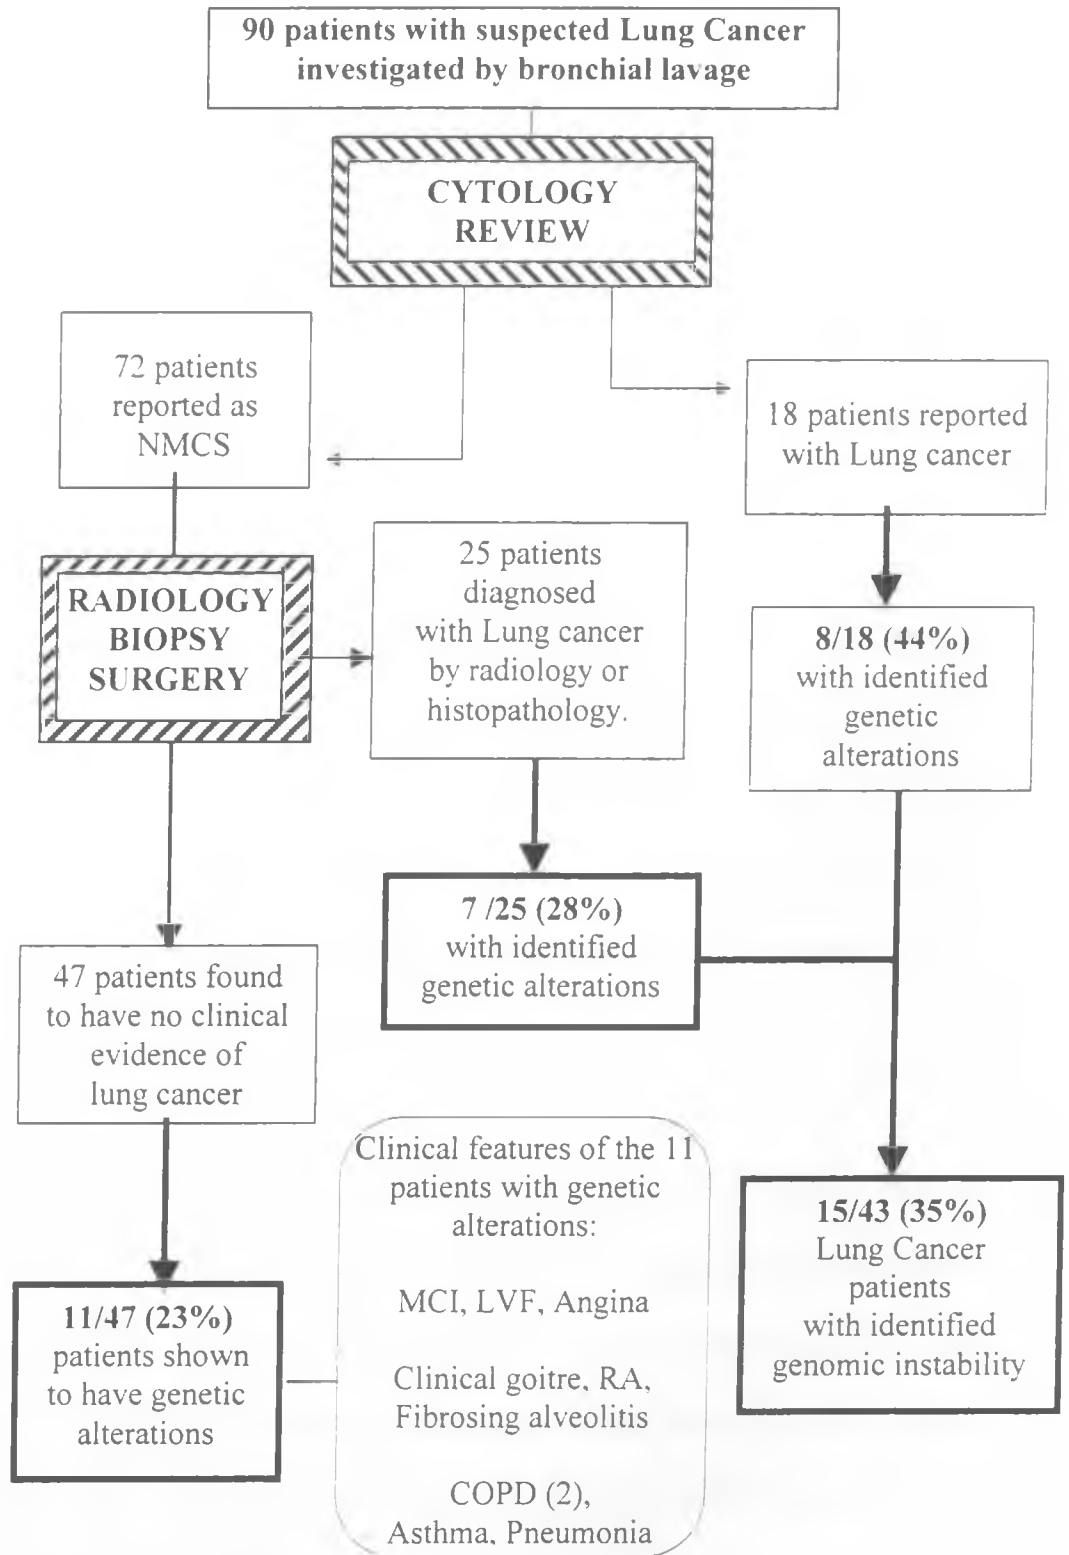 90 patients with suspected Lung Cancer
investigated by bronchial lavage
CYTOLOGY
REVIEW
72 patients
reported as
NMCS
18 patients reported
with Lung cancer
RADIOLOGY
BIOPSY
SURGERY
25 patients
diagnosed
with Lung cancer
by radiology or
histopathology.
8/18 (44%)
with identified
genetic
alterations
7 /25 (28%)
with identified
genetic alterations
47 patients found
to have no clinical
evidence of
lung cancer
Clinical features of the 11
patients with genetic
alterations:
MCI, LVF, Angina
Clinical goitre, RA,
Fibrosing alveolitis
COPD (2),
Asthma, Pneumonia
15/43 (35%)
Lung Cancer
patients
with identified
genomic instability
11/47 (23%)
patients shown
to have genetic
alterations